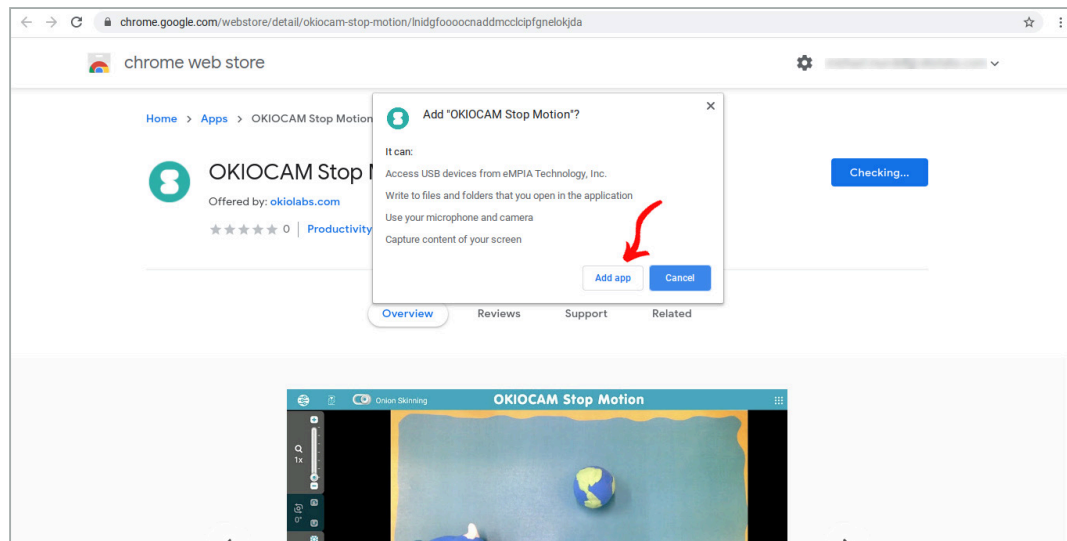 chrome.google.com/webstore/detail/okiocam-stop-motion/lnidgfoooocnaddmcclcipfgnelokjda
chrome web store
Home > Apps > OKIOCAM Stop Motion
OKIOCAM Stop
Offered by: okiolabs.com
0 | Productivity
Checking...
Add "OKIOCAM Stop Motion"?
It can:
Access USB devices from eMPIA Technology, Inc.
Write to files and folders that you open in the application
Use your microphone and camera
Capture content of your screen
Add app
Cancel
Overview
Reviews
Support
Related
Onion Skinning
OKIOCAM Stop Motion
1x
0°